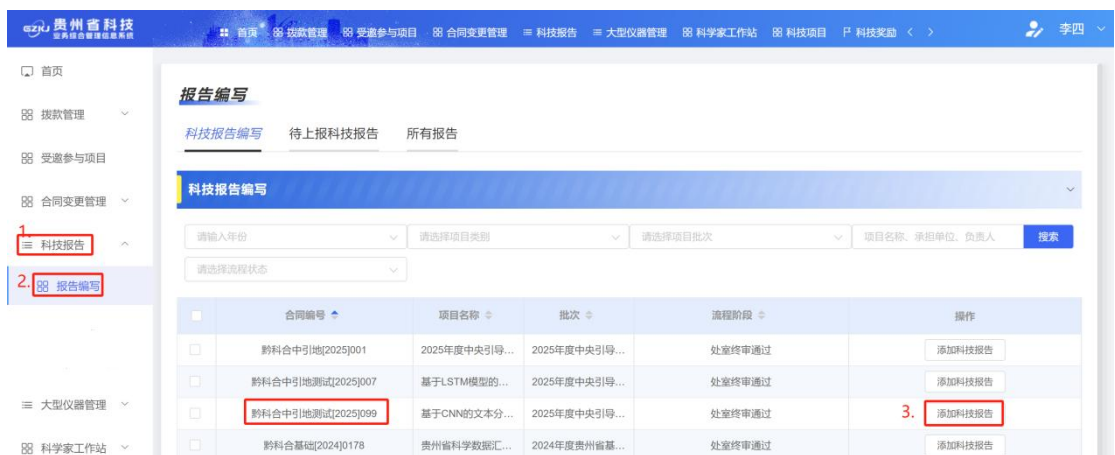 GZKJ 贵州省科技
业务综合管理信息系统
首页 拨款管理 受邀参与项目 合同变更管理 科技报告 大型仪器管理 科学家工作站 科技项目 科技奖励 < > 李四
首页
拨款管理
受邀参与项目
合同变更管理
1.
科技报告
2. 报告编写
大型仪器管理
科学家工作站
报告编写
科技报告编写 待上报科技报告 所有报告
科技报告编写
请输入年份 请选择项目类别 请选择项目批次 项目名称、承担单位、负责人 搜索
请选择流程状态
合同编号 项目名称 批次 流程阶段 操作
黔科合中引地[2025]001 2025年度中央引导... 2025年度中央引导... 处室终审通过 添加科技报告
黔科合中引地测试[2025]007 基于LSTM模型的... 2025年度中央引导... 处室终审通过 添加科技报告
黔科合中引地测试[2025]099 基于CNN的文本分... 2025年度中央引导... 处室终审通过 3. 添加科技报告
黔科合基础[2024]0178 贵州省科学数据汇... 2024年度贵州省基... 处室终审通过 添加科技报告